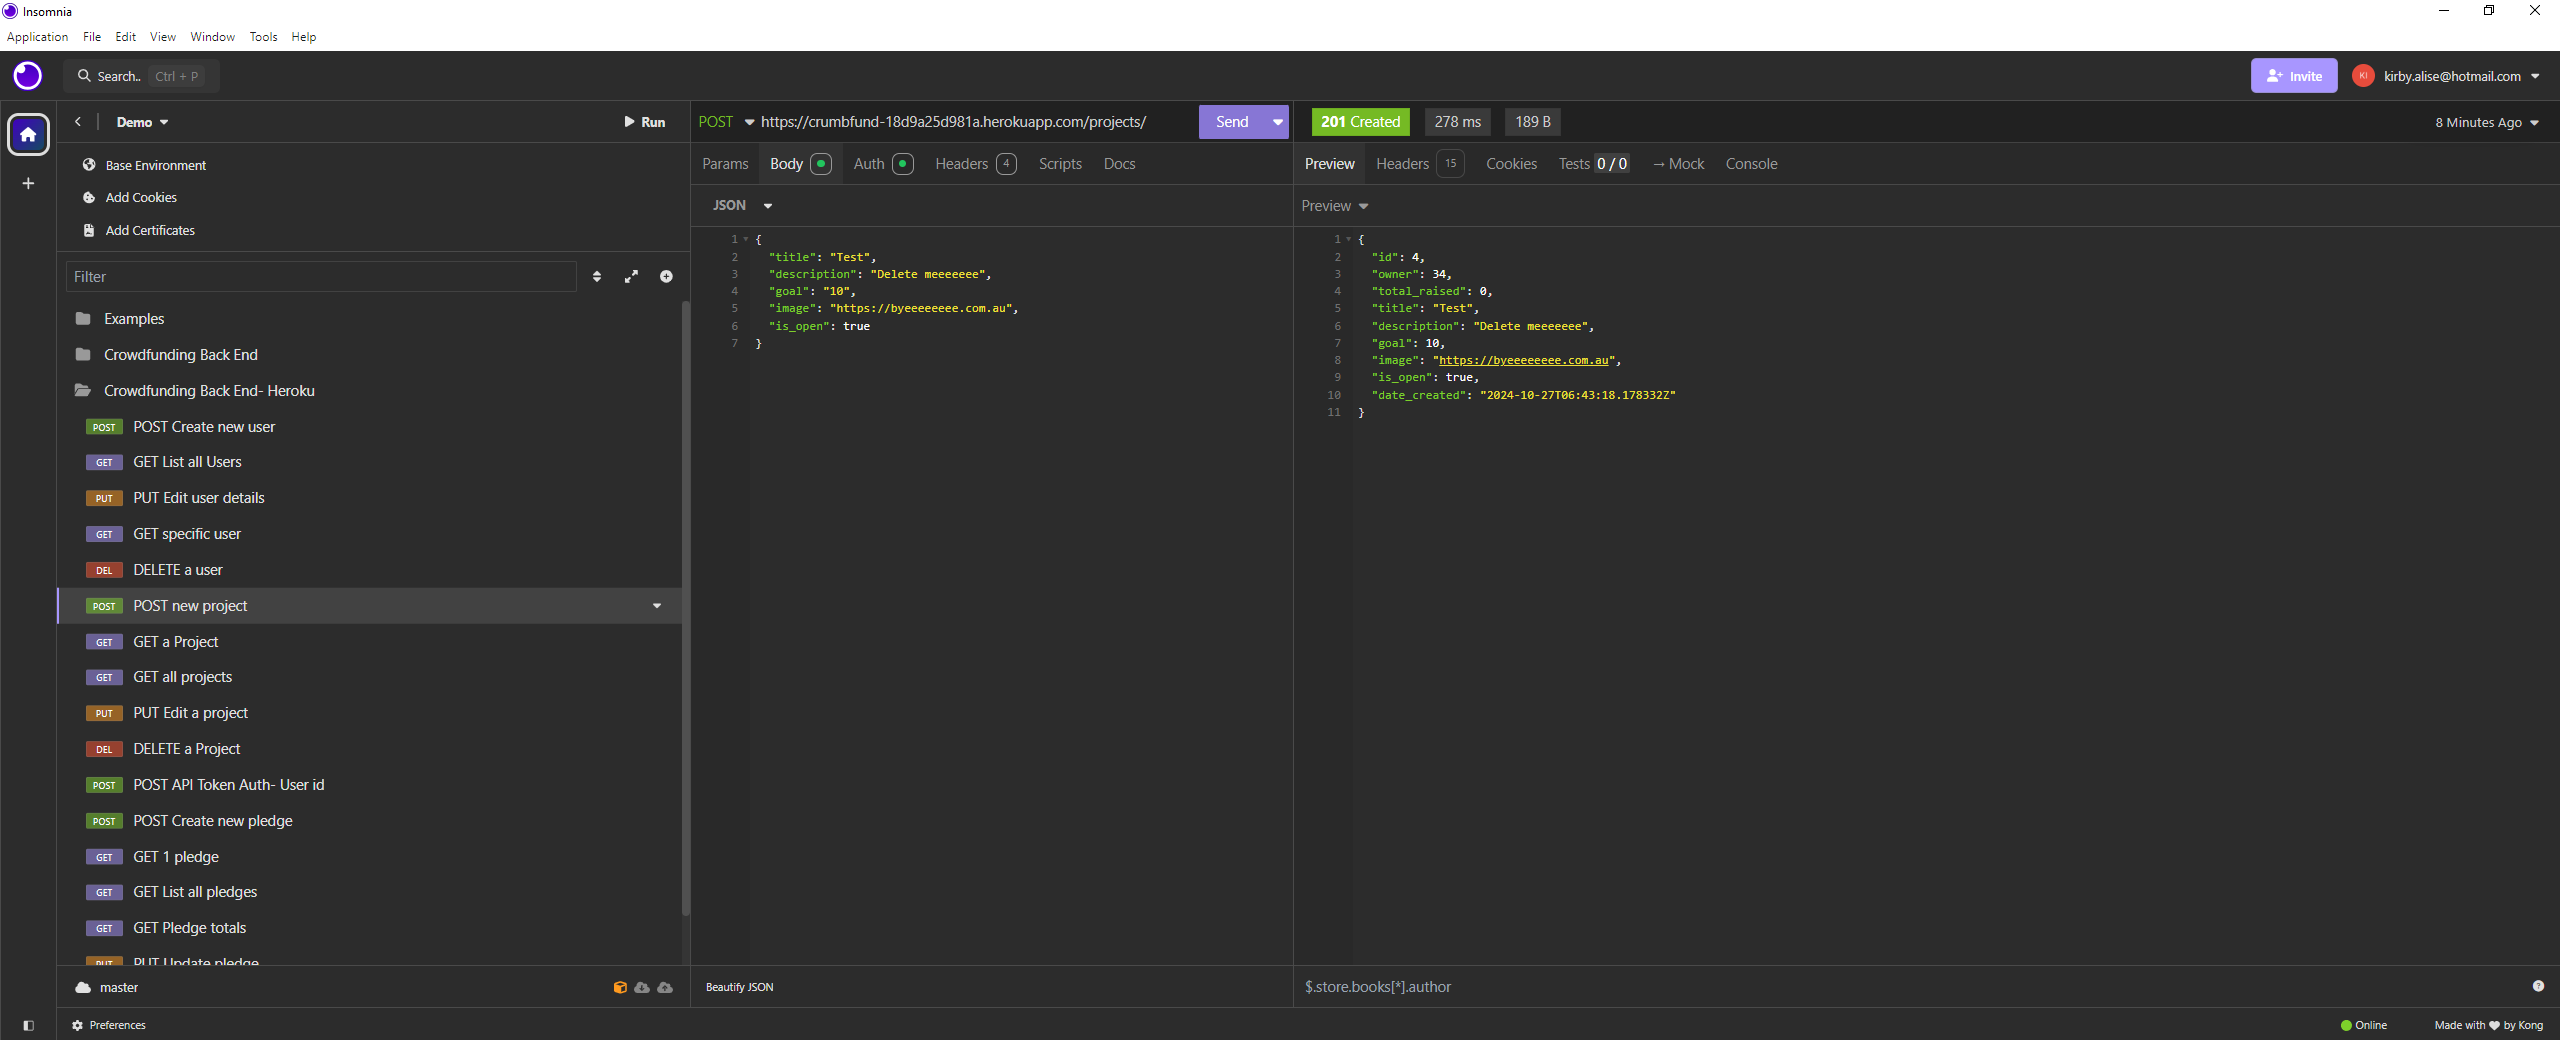 Insomnia
Application File Edit View Window Tools Help
Search.. Ctrl + P
Invite KI kirby.alise@hotmail.com
Demo Run
Base Environment
Add Cookies
Add Certificates
Filter
Examples
Crowdfunding Back End
Crowdfunding Back End- Heroku
POST POST Create new user
GET GET List all Users
PUT PUT Edit user details
GET GET specific user
DEL DELETE a user
POST POST new project
GET GET a Project
GET GET all projects
PUT PUT Edit a project
DEL DELETE a Project
POST POST API Token Auth- User id
POST POST Create new pledge
GET GET 1 pledge
GET GET List all pledges
GET GET Pledge totals
PUT PUT Update pledge
master
Preferences
POST https://crumbfund-18d9a25d981a.herokuapp.com/projects/ Send
Params Body Auth Headers 4 Scripts Docs
JSON
1 {
2 "title": "Test",
3 "description": "Delete meeeeeee",
4 "goal": "10",
5 "image": "https://byeeeeeeee.com.au",
6 "is_open": true
7 }
Beautify JSON
201 Created 278 ms 189 B 8 Minutes Ago
Preview Headers 15 Cookies Tests 0 / 0 → Mock Console
Preview
1 {
2 "id": 4,
3 "owner": 34,
4 "total_raised": 0,
5 "title": "Test",
6 "description": "Delete meeeeeee",
7 "goal": 10,
8 "image": "https://byeeeeeeee.com.au",
9 "is_open": true,
10 "date_created": "2024-10-27T06:43:18.178332Z"
11 }
$.store.books[*].author
Online Made with ♥ by Kong